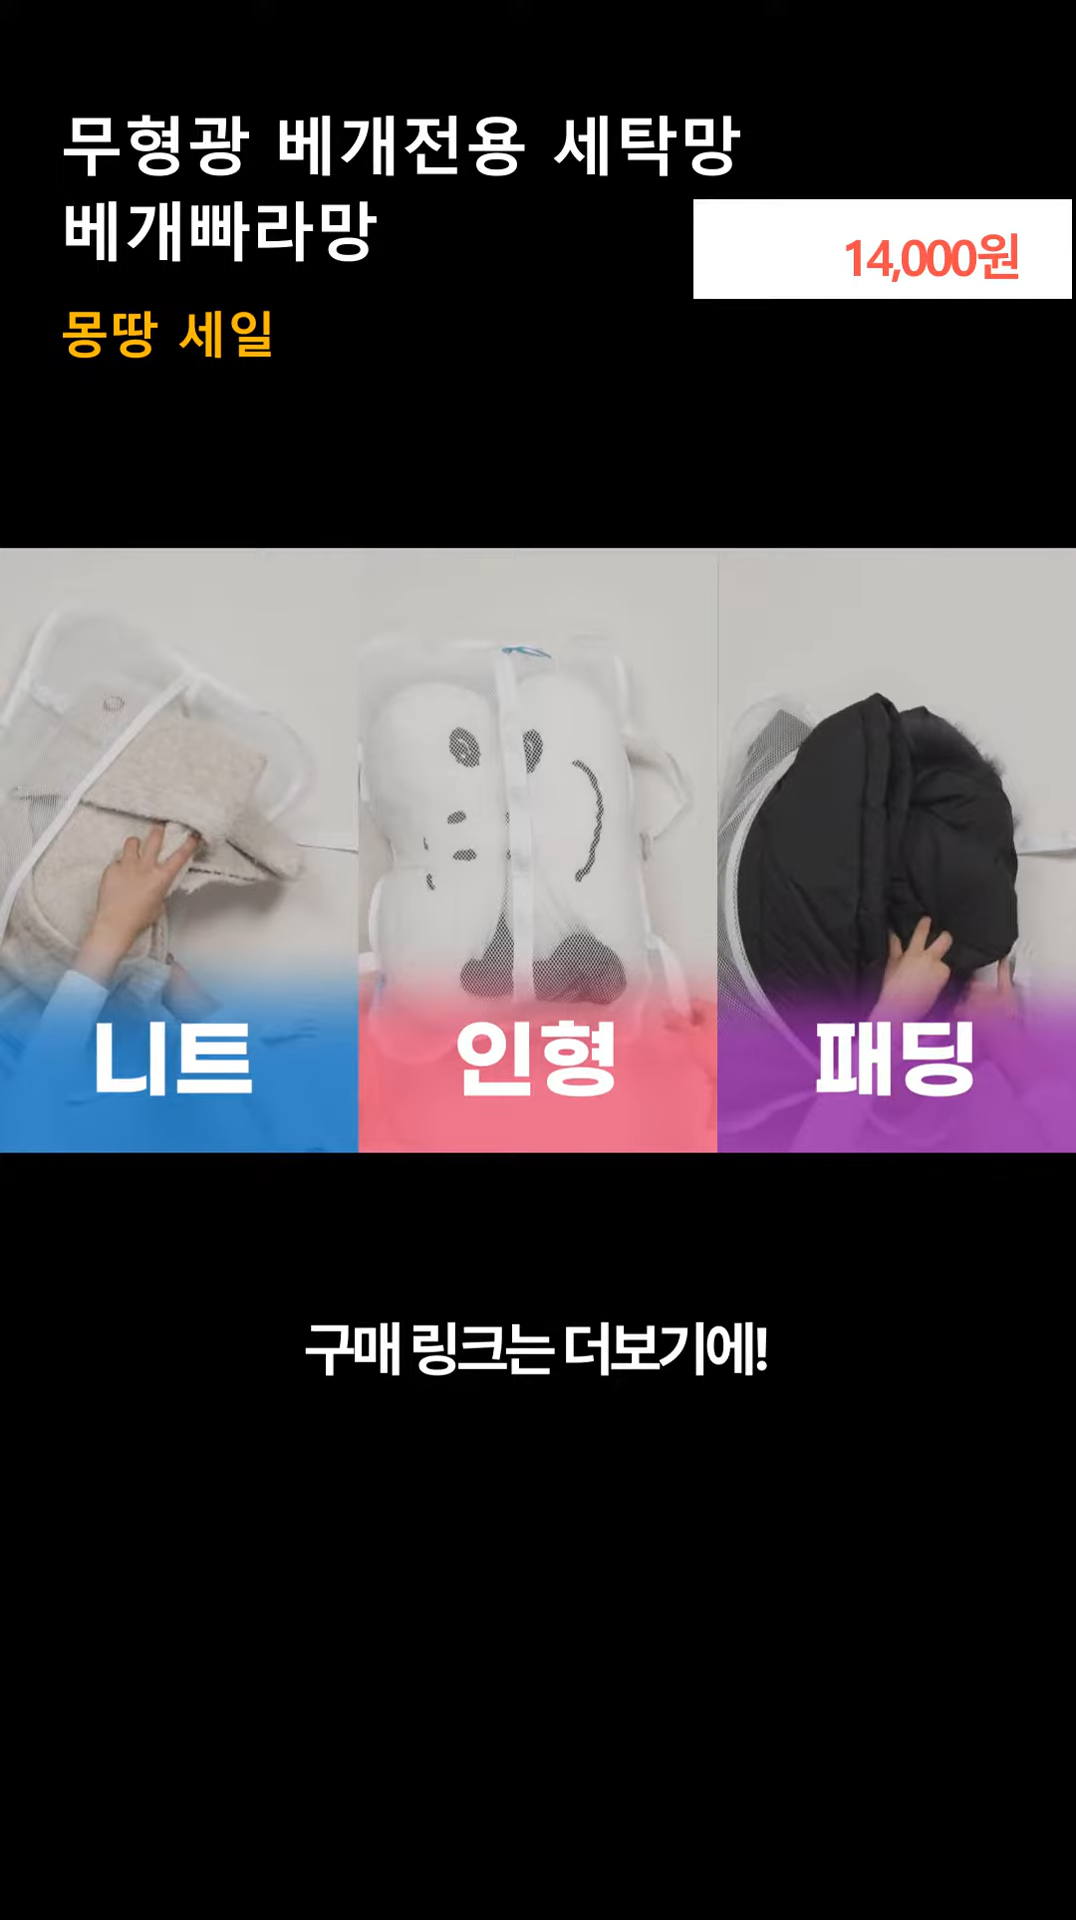 무형광 베개전용 세탁망
베개빠라망
14,000원
몽땅 세일
니트
인형
패딩
구매 링크는 더보기에!